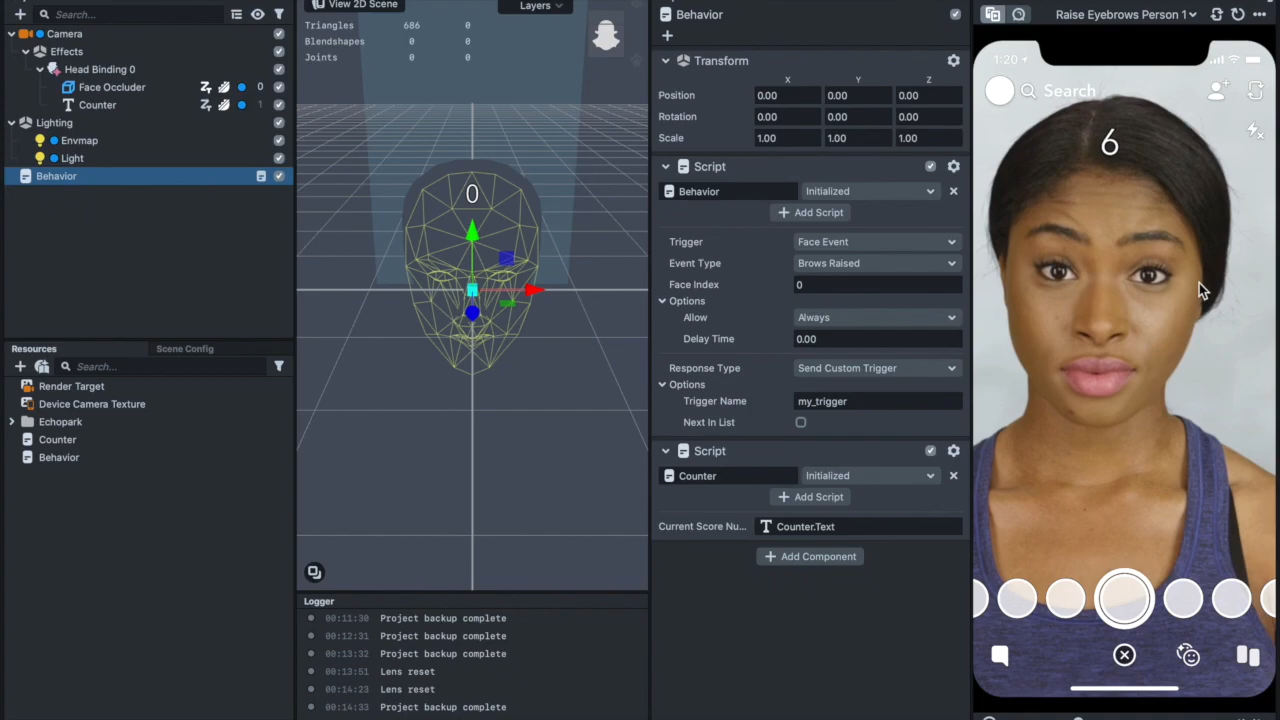 Search...
Camera
Effects
Head Binding 0
Face Occluder
0
Counter
1
Lighting
Envmap
Light
Behavior
Resources
Scene Config
Search...
Render Target
Device Camera Texture
Echopark
Counter
Behavior
View 2D Scene
Layers
Triangles 686 0
Blendshapes 0 0
Joints 0 0
0
Logger
00:11:30 Project backup complete
00:12:31 Project backup complete
00:13:32 Project backup complete
00:13:51 Lens reset
00:14:23 Lens reset
00:14:33 Project backup complete
Behavior
Transform
X Y Z
Position 0.00 0.00 0.00
Rotation 0.00 0.00 0.00
Scale 1.00 1.00 1.00
Script
Behavior Initialized
Add Script
Trigger Face Event
Event Type Brows Raised
Face Index 0
Options
Allow Always
Delay Time 0.00
Response Type Send Custom Trigger
Options
Trigger Name my_trigger
Next In List
Script
Counter Initialized
Add Script
Current Score Nu... Counter.Text
Add Component
Raise Eyebrows Person 1
1:20
Search
6